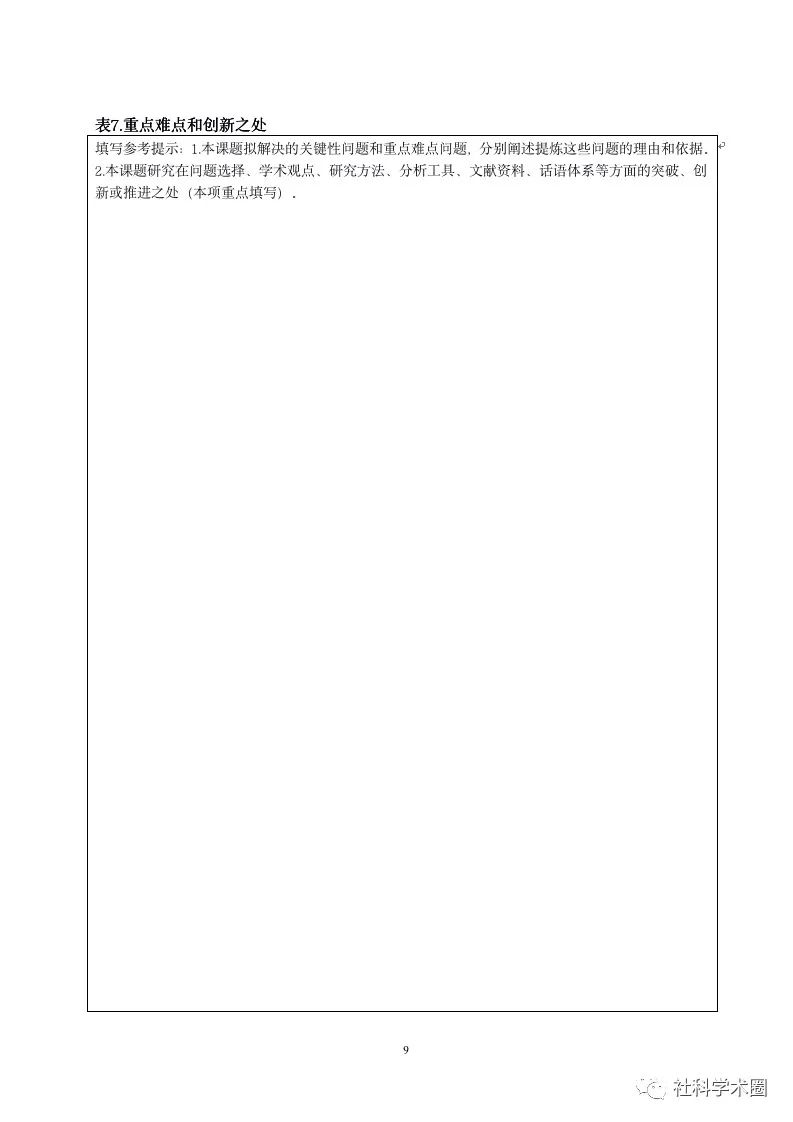 表7.重点难点和创新之处
填写参考提示：1.本课题拟解决的关键性问题和重点难点问题，分别阐述提炼这些问题的理由和依据．
2.本课题研究在问题选择、学术观点、研究方法、分析工具、文献资料、话语体系等方面的突破、创
新或推进之处（本项重点填写）．
9
社科学术圈